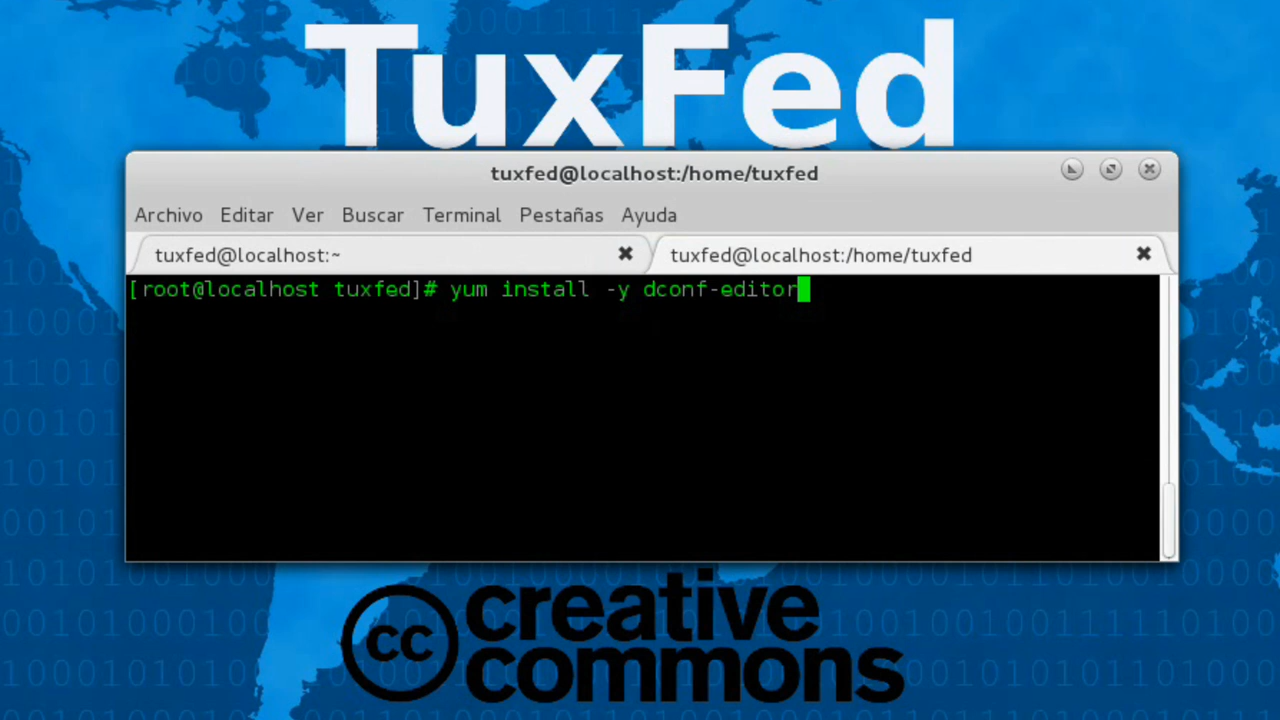 TuxFed
tuxfed@localhost:/home/tuxfed
Archivo Editar Ver Buscar Terminal Pestañas Ayuda
tuxfed@localhost:~ tuxfed@localhost:/home/tuxfed
[root@localhost tuxfed]# yum install -y dconf-editor
cc creative
commons